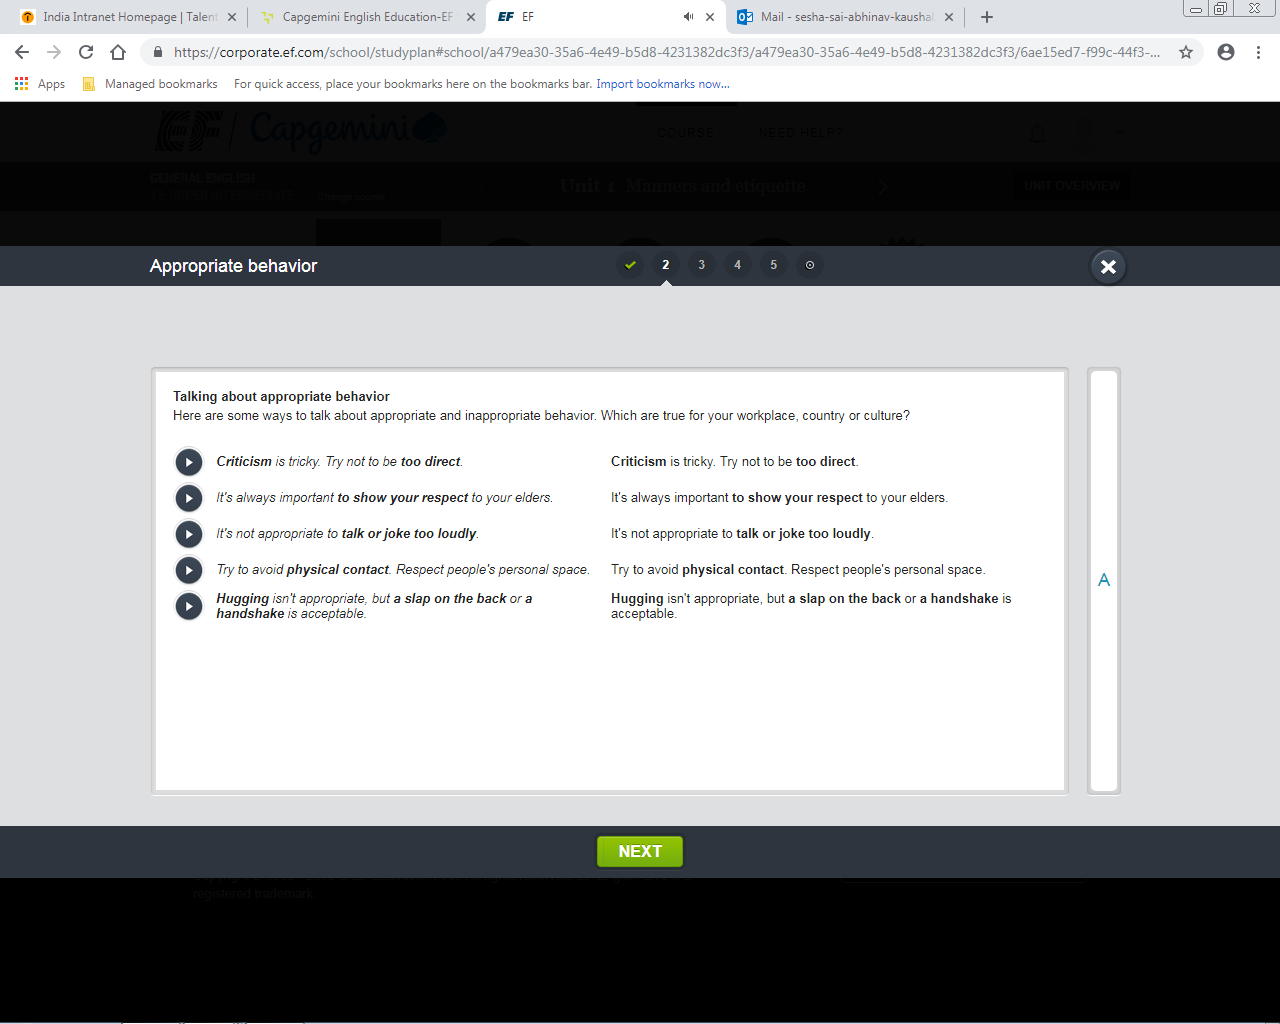 India Intranet Homepage | Talent
Capgemini English Education-EF
EF EF
Mail - sesha-sai-abhinav-kaushal
https://corporate.ef.com/school/studyplan#school/a479ea30-35a6-4e49-b5d8-4231382dc3f3/a479ea30-35a6-4e49-b5d8-4231382dc3f3/6ae15ed7-f99c-44f3-...
Apps Managed bookmarks For quick access, place your bookmarks here on the bookmarks bar. Import bookmarks now...
EF | Capgemini
COURSE NEED HELP?
GENERAL ENGLISH
Unit 1 Manners and etiquette
UNIT OVERVIEW
Change course
Appropriate behavior 2 3 4 5
Talking about appropriate behavior
Here are some ways to talk about appropriate and inappropriate behavior. Which are true for your workplace, country or culture?
Criticism is tricky. Try not to be too direct. Criticism is tricky. Try not to be too direct.
It's always important to show your respect to your elders. It's always important to show your respect to your elders.
It's not appropriate to talk or joke too loudly. It's not appropriate to talk or joke too loudly.
Try to avoid physical contact. Respect people's personal space. Try to avoid physical contact. Respect people's personal space.
Hugging isn't appropriate, but a slap on the back or a Hugging isn't appropriate, but a slap on the back or a handshake is
handshake is acceptable. acceptable.
A
NEXT
registered trademark